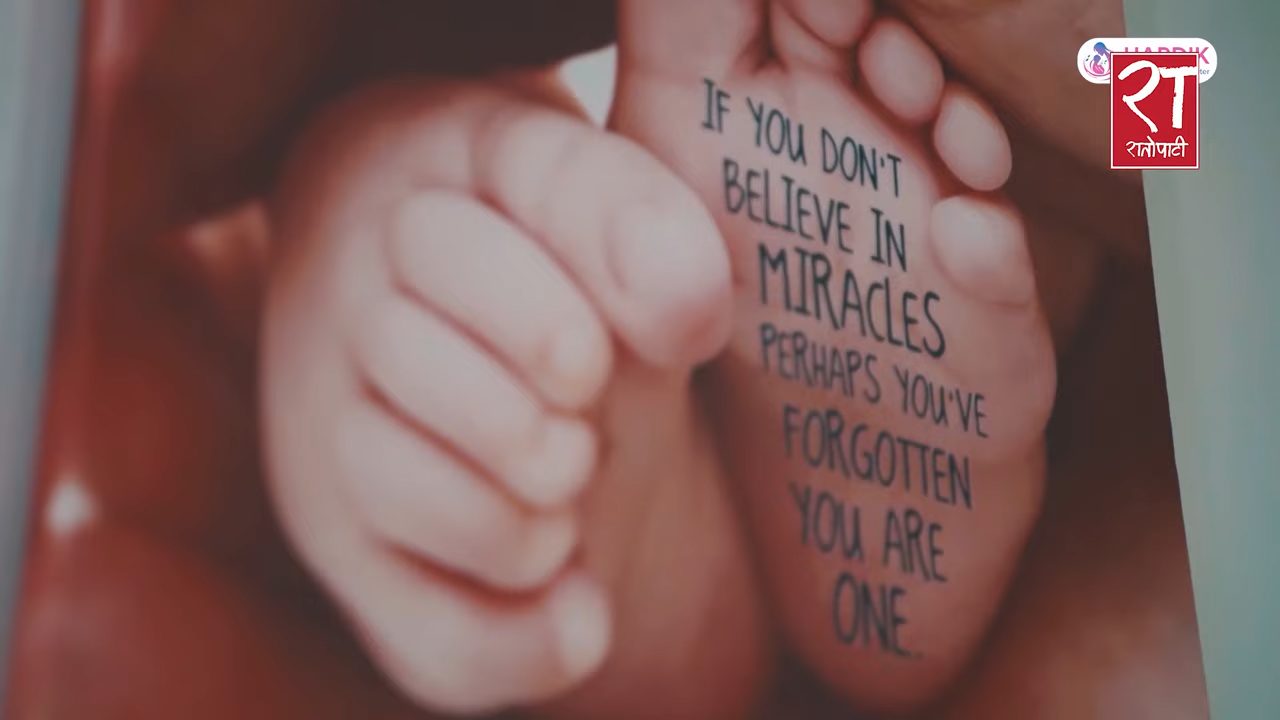 IF YOU DON'T
BELIEVE IN
MIRACLES
PERHAPS YOU'VE
FORGOTTEN
YOU ARE
ONE.
रा
रातोपाटी